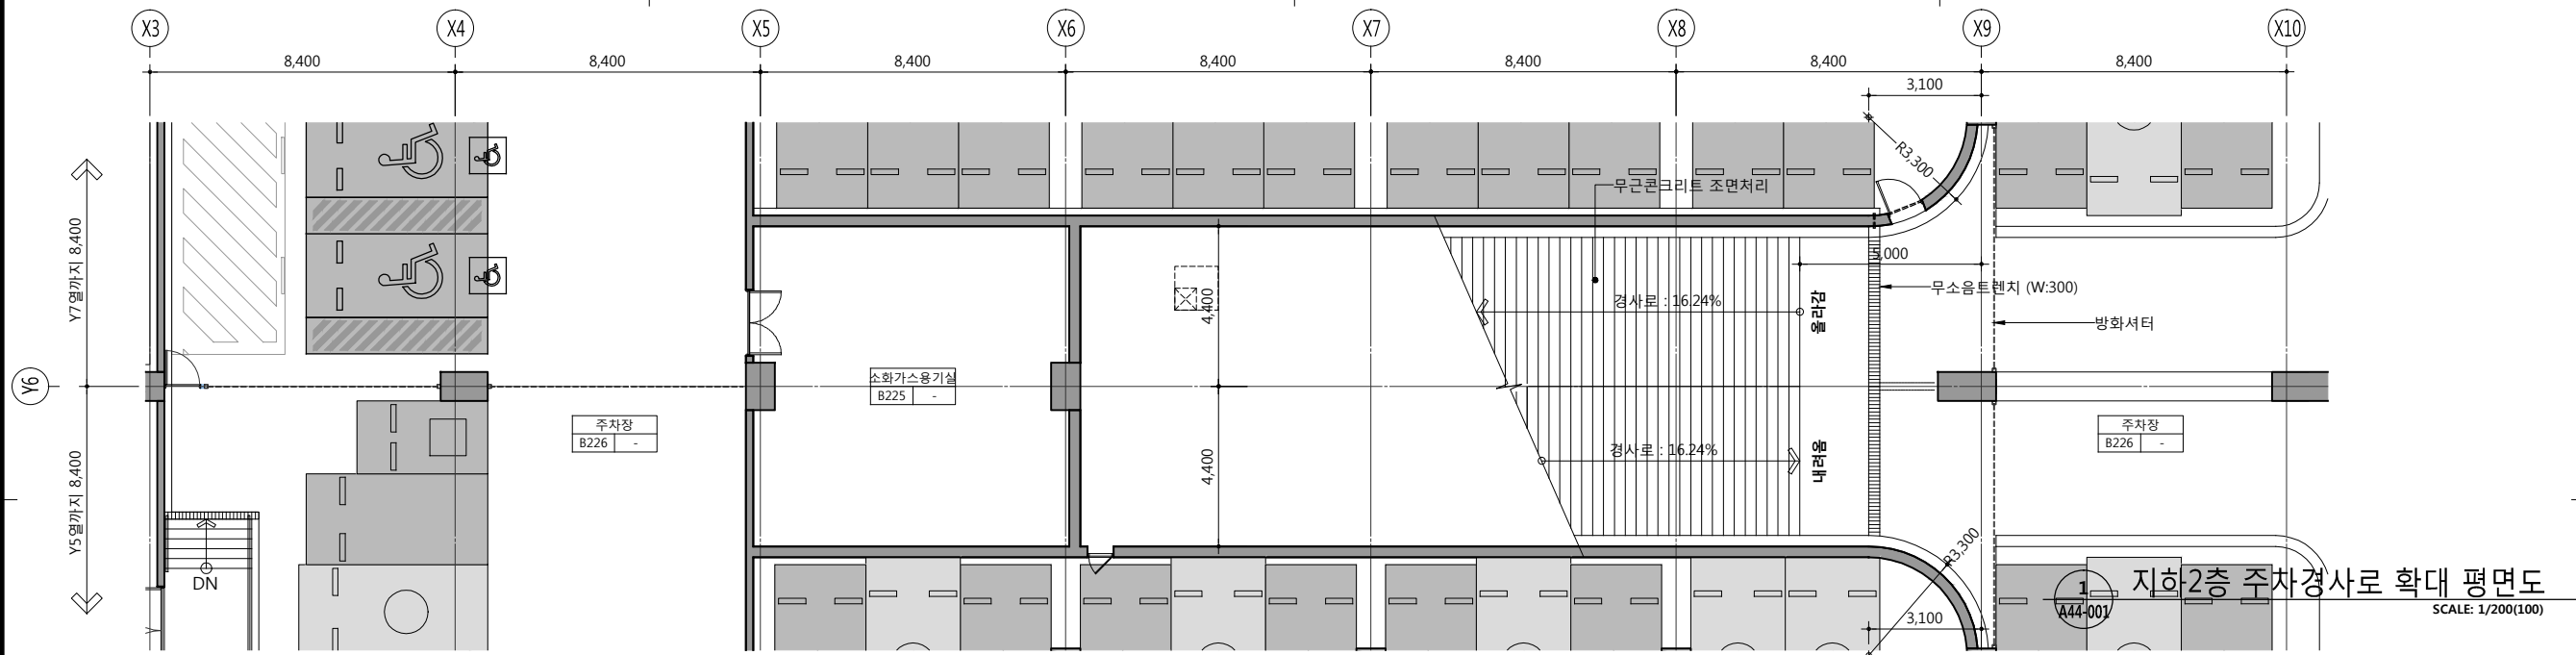 X3 X4 X5 X6 X7 X8 X9 X10
8,400 8,400 8,400 8,400 8,400 8,400 8,400
3,100
R3,300
무근콘크리트 조면처리
Y7열까지 8,400
5,000
무소음트렌치 (W:300)
4,400
경사로 : 16.24%
올라감
방화셔터
Y6
소화가스용기실
B225 -
주차장
B226 -
주차장
B226 -
Y5열까지 8,400
4,400
경사로 : 16.24%
내려옴
DN
R3,300
3,100
1
A44-001
지하2층 주차경사로 확대 평면도
SCALE: 1/200(100)